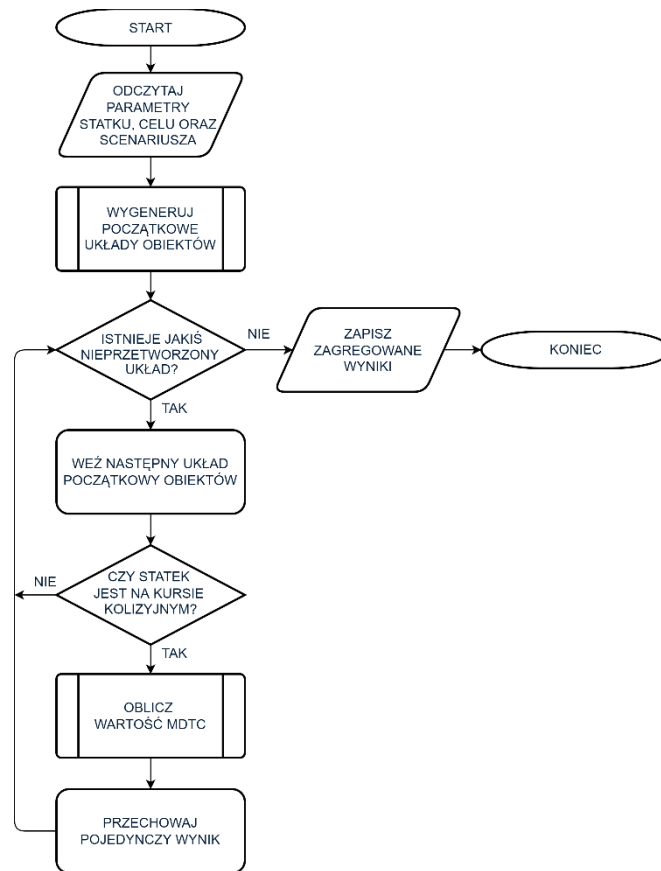 START
ODCZYTAJ
PARAMETRY
STATKU, CELU ORAZ
SCENARIUSZA
WYGENERUJ
POCZĄTKOWE
UKŁADY OBIEKTÓW
ISTNIEJE JAKIŚ
NIEPRZETWORZONY
UKŁAD?
NIE
ZAPISZ
ZAGREGOWANE
WYNIKI
KONIEC
TAK
WEŹ NASTĘPNY UKŁAD
POCZĄTKOWY OBIEKTÓW
NIE
CZY STATEK
JEST NA KURSIE
KOLIZYJNYM?
TAK
OBLICZ
WARTOŚĆ MDTC
PRZECHOWAJ
POJEDYNCZY WYNIK